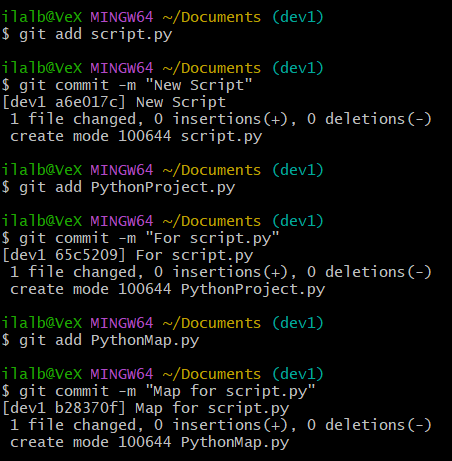 ilalb@VeX MINGW64 ~/Documents (dev1)
$ git add script.py
ilalb@VeX MINGW64 ~/Documents (dev1)
$ git commit -m "New Script"
[dev1 a6e017c] New Script
1 file changed, 0 insertions(+), 0 deletions(-)
create mode 100644 script.py
ilalb@VeX MINGW64 ~/Documents (dev1)
$ git add PythonProject.py
ilalb@VeX MINGW64 ~/Documents (dev1)
$ git commit -m "For script.py"
[dev1 65c5209] For script.py
1 file changed, 0 insertions(+), 0 deletions(-)
create mode 100644 PythonProject.py
ilalb@VeX MINGW64 ~/Documents (dev1)
$ git add PythonMap.py
ilalb@VeX MINGW64 ~/Documents (dev1)
$ git commit -m "Map for script.py"
[dev1 b28370f] Map for script.py
1 file changed, 0 insertions(+), 0 deletions(-)
create mode 100644 PythonMap.py